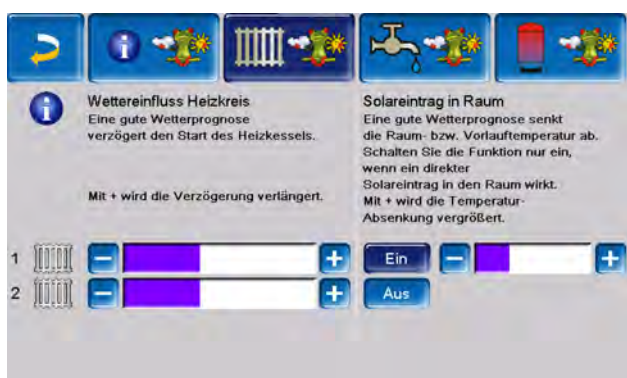 Wettereinfluss Heizkreis
Eine gute Wetterprognose
verzögert den Start des Heizkessels.
Mit + wird die Verzögerung verlängert.
Solareintrag in Raum
Eine gute Wetterprognose senkt
die Raum- bzw. Vorlauftemperatur ab.
Schalten Sie die Funktion nur ein,
wenn ein direkter
Solareintrag in den Raum wirkt.
Mit + wird die Temperatur-
Absenkung vergrößert.
1 Ein
2 Aus